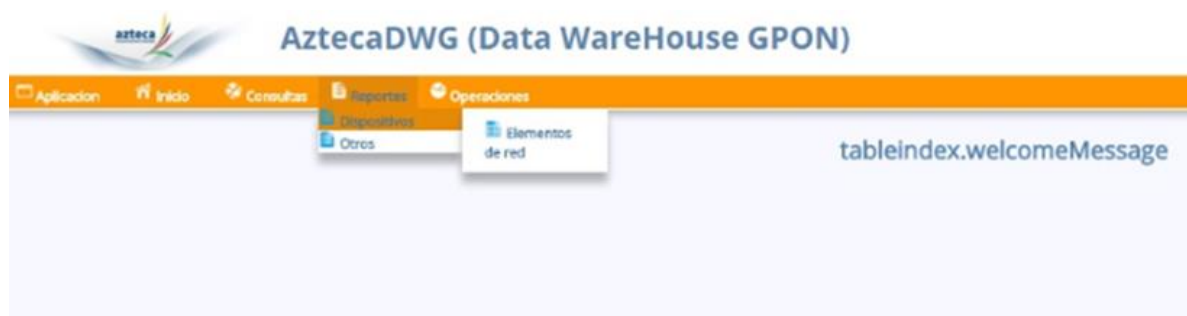 azteca
AztecaDWG (Data WareHouse GPON)
Aplicacion Inicio Consultas Reportes Operaciones
Dispositivos
Otros
Elementos
de red
tableindex.welcomeMessage